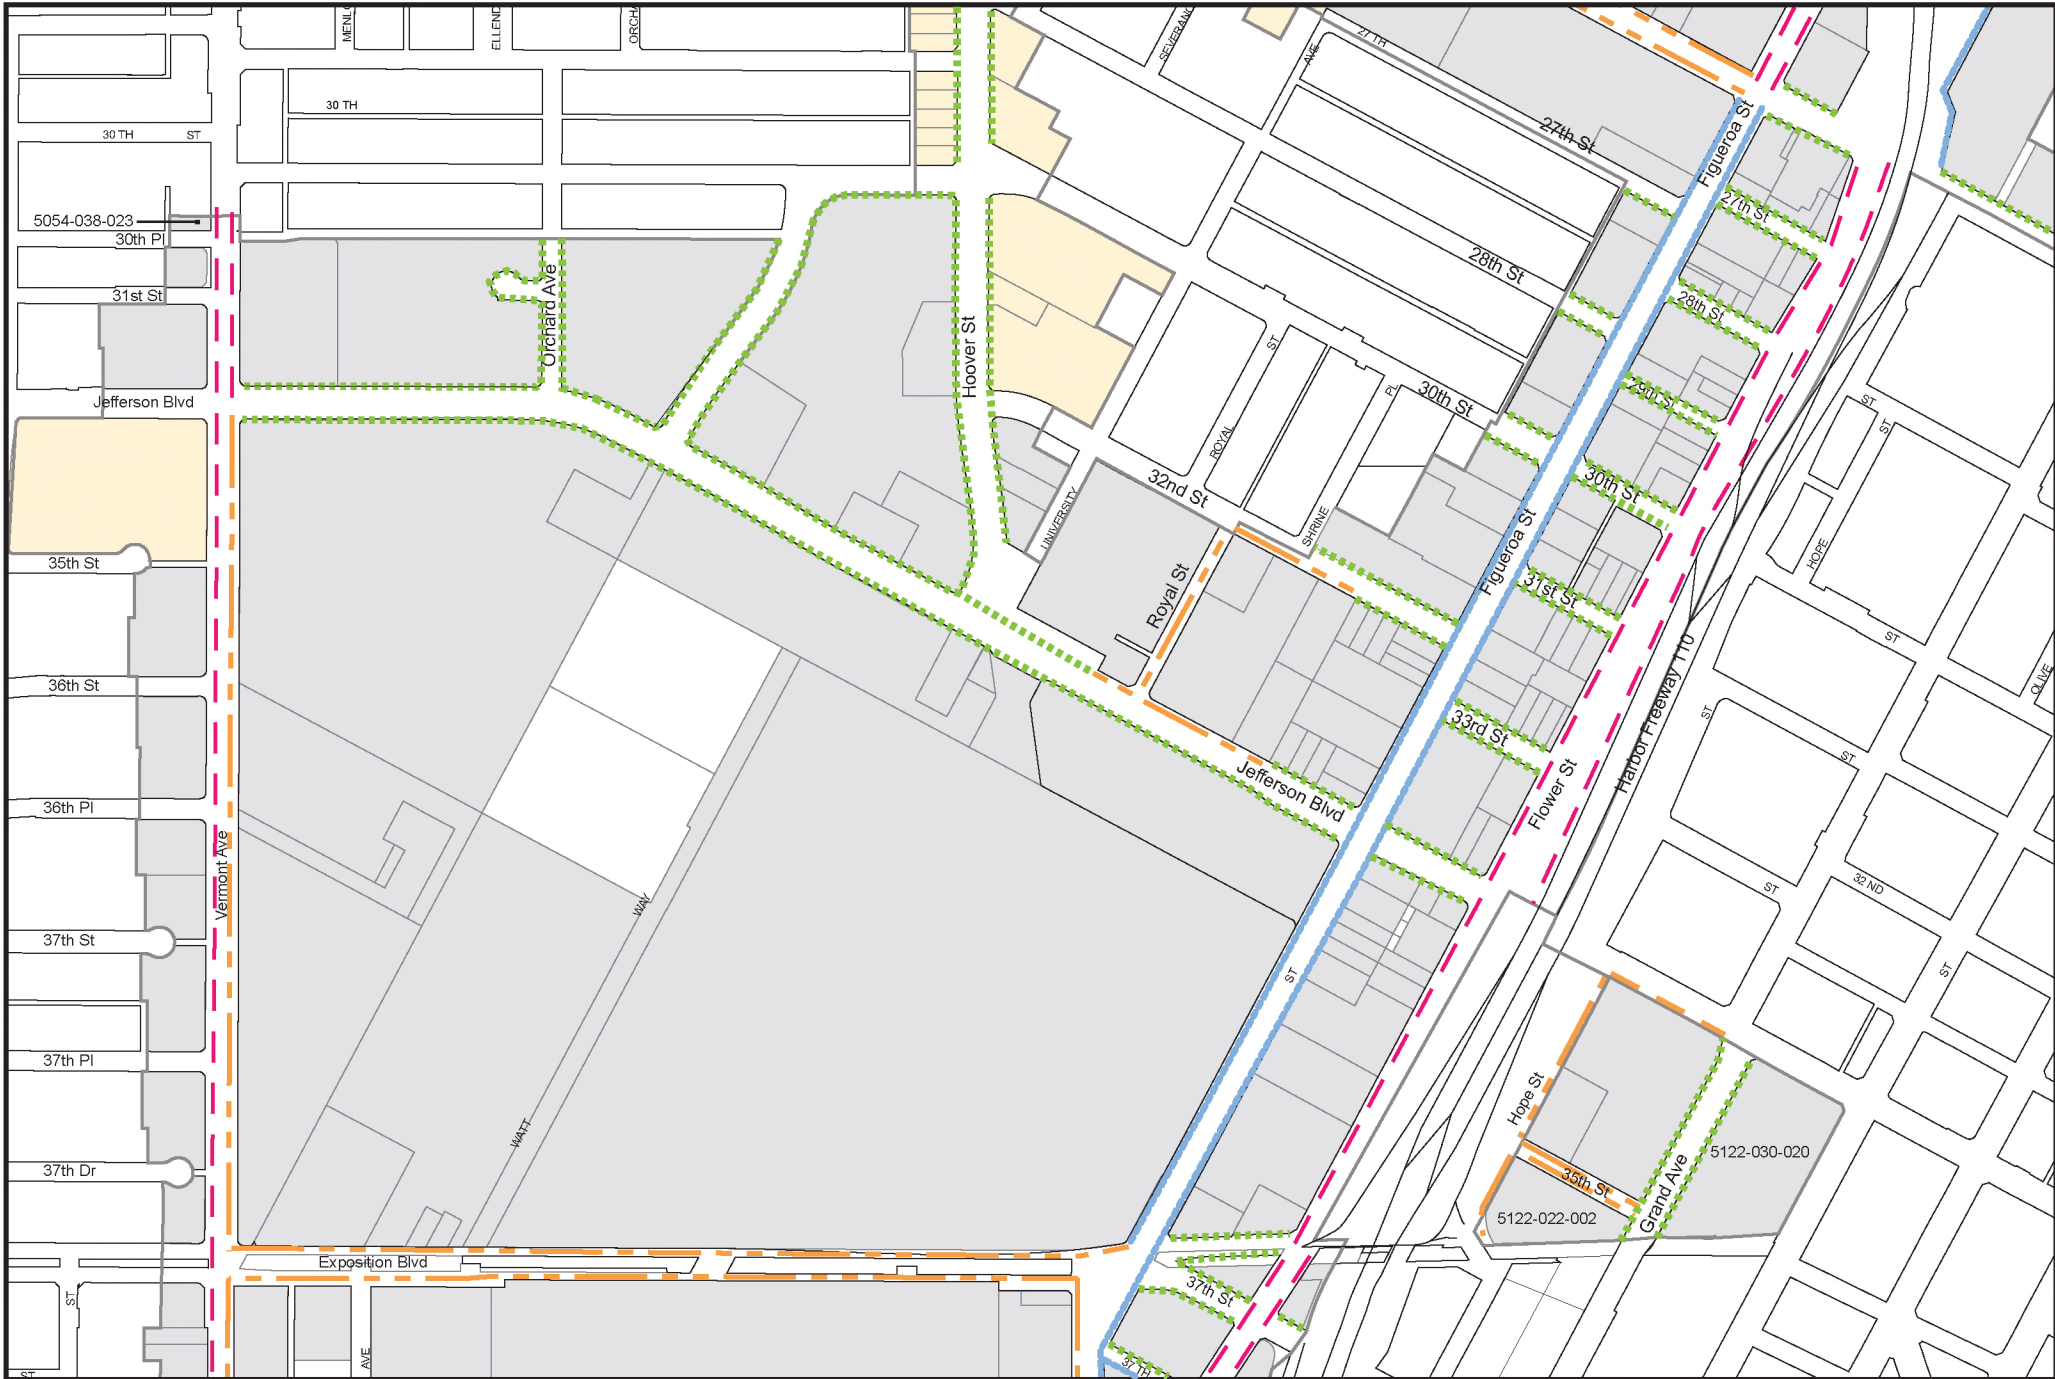 MENLO
ELLEND
ORCHA
SEVERANC
AVE
27 TH
30 TH
30 TH
ST
27th St
Figueroa St
27th St
5054-038-023
30th Pl
31st St
Orchard Ave
Hoover St
28th St
28th St
Jefferson Blvd
ST
PL
30th St
29th St
ST
ST
ROYAL
32nd St
SHRINE
UNIVERSITY
30th St
HOPE
35th St
Royal St
Figueroa St
31st St
ST
OLIVE
36th St
33rd St
Harbor Freeway 110
ST
ST
36th Pl
Jefferson Blvd
Flower St
Vermont Ave
WAY
ST
32 ND
37th St
ST
ST
37th Pl
Hope St
WATT
5122-030-020
37th Dr
35th St
Grand Ave
5122-022-002
Exposition Blvd
37th St
ST
AVE
37 TH
ST